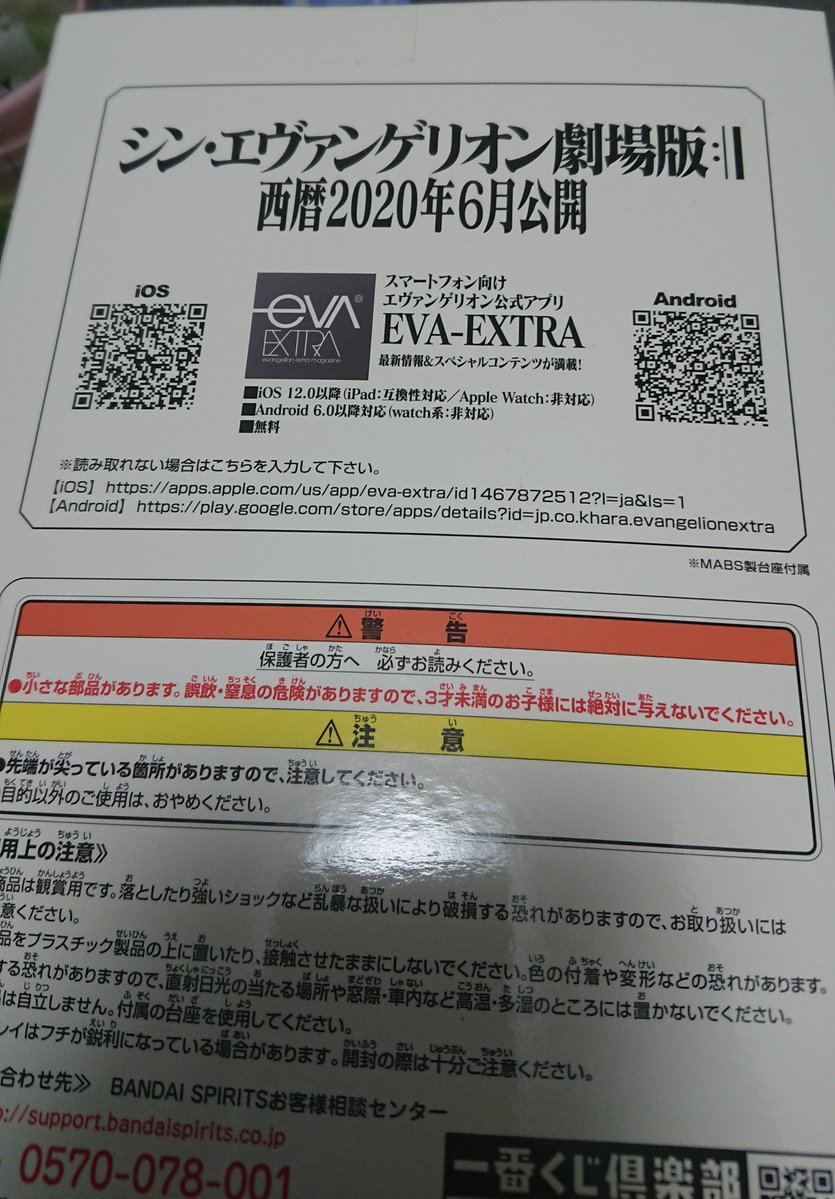 シン・エヴァンゲリオン劇場版:||
西暦2020年6月公開
iOS
eVA
EXTRA
evangelion extra magazine
スマートフォン向け
エヴァンゲリオン公式アプリ
EVA-EXTRA
最新情報&スペシャルコンテンツが満載!
Android
■iOS 12.0以降(iPad:互換性対応/Apple Watch:非対応)
■Android 6.0以降対応(watch系:非対応)
■無料
※読み取れない場合はこちらを入力して下さい。
【iOS】 https://apps.apple.com/us/app/eva-extra/id1467872512?l=ja&ls=1
【Android】 https://play.google.com/store/apps/details?id=jp.co.khara.evangelionextra
※MABS製台座付属
⚠警告
保護者の方へ 必ずお読みください。
●小さな部品があります。誤飲・窒息の危険がありますので、3才未満のお子様には絶対に与えないでください。
⚠注意
●先端が尖っている箇所がありますので、注意してください。
目的以外のご使用は、おやめください。
用上の注意》
商品は観賞用です。落としたり強いショックなど乱暴な扱いにより破損する恐れがありますので、お取り扱いには
意ください。
品をプラスチック製品の上に置いたり、接触させたままにしないでください。色の付着や変形などの恐れがあります。
する恐れがありますので、直射日光の当たる場所や窓際・車内など高温・多湿のところには置かないでください。
は自立しません。付属の台座を使用してください。
レイはフチが鋭利になっている場合があります。開封の際は十分ご注意ください。
合わせ先》 BANDAI SPIRITSお客様相談センター
://support.bandaispirits.co.jp
0570-078-001
一番くじ倶楽部